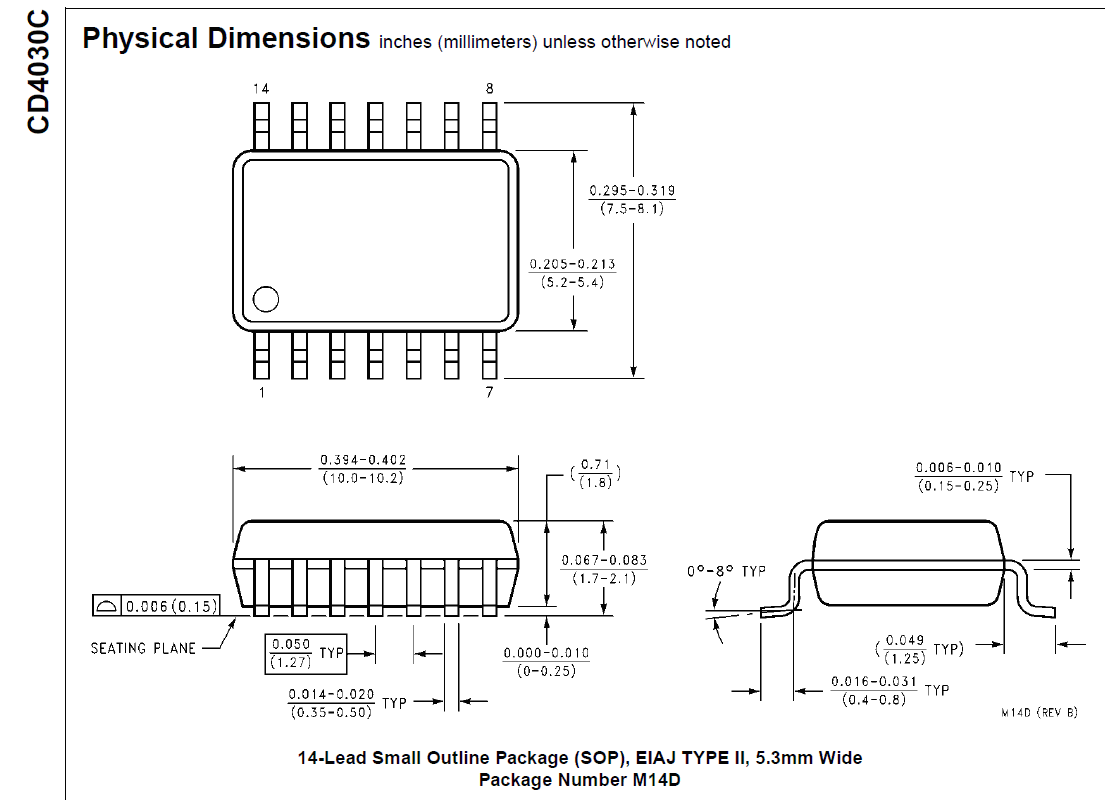 CD4030C
Physical Dimensions inches (millimeters) unless otherwise noted
14
8
0.295-0.319
(7.5-8.1)
0.205-0.213
(5.2-5.4)
1
7
0.394-0.402
(10.0-10.2)
(0.71)
(1.8)
0.067-0.083
(1.7-2.1)
0.006(0.15)
SEATING PLANE
0.050
(1.27)
TYP
0.000-0.010
(0-0.25)
0.014-0.020
(0.35-0.50)
TYP
0.006-0.010
(0.15-0.25)
TYP
0°-8° TYP
(0.049
(1.25)
TYP)
0.016-0.031
(0.4-0.8)
TYP
M14D (REV B)
14-Lead Small Outline Package (SOP), EIAJ TYPE II, 5.3mm Wide
Package Number M14D